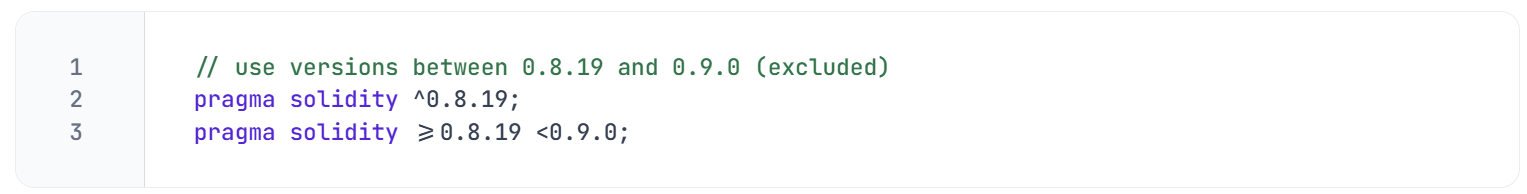 1 // use versions between 0.8.19 and 0.9.0 (excluded)
2 pragma solidity ^0.8.19;
3 pragma solidity >=0.8.19 <0.9.0;